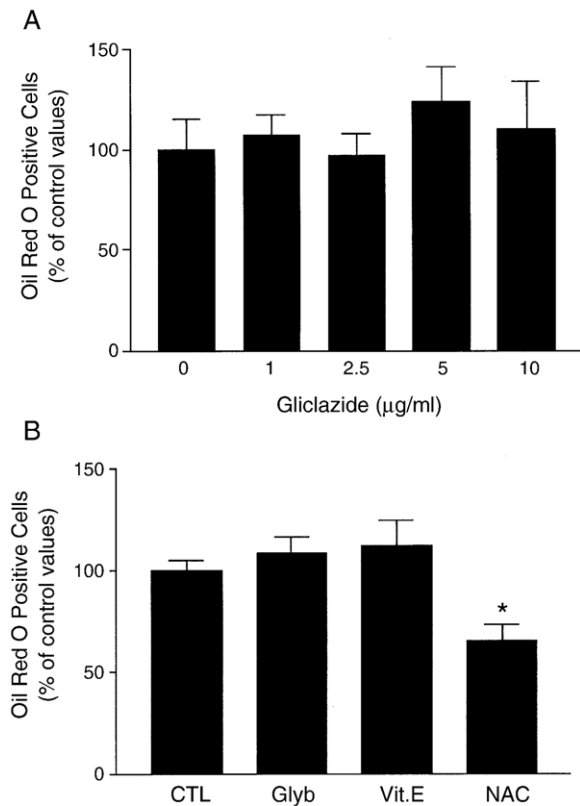 A
Oil Red O Positive Cells
(% of control values)
150
100
50
0
0 1 2.5 5 10
Gliclazide (μg/ml)
B
Oil Red O Positive Cells
(% of control values)
150
100
50
0
*
CTL Glyb Vit.E NAC